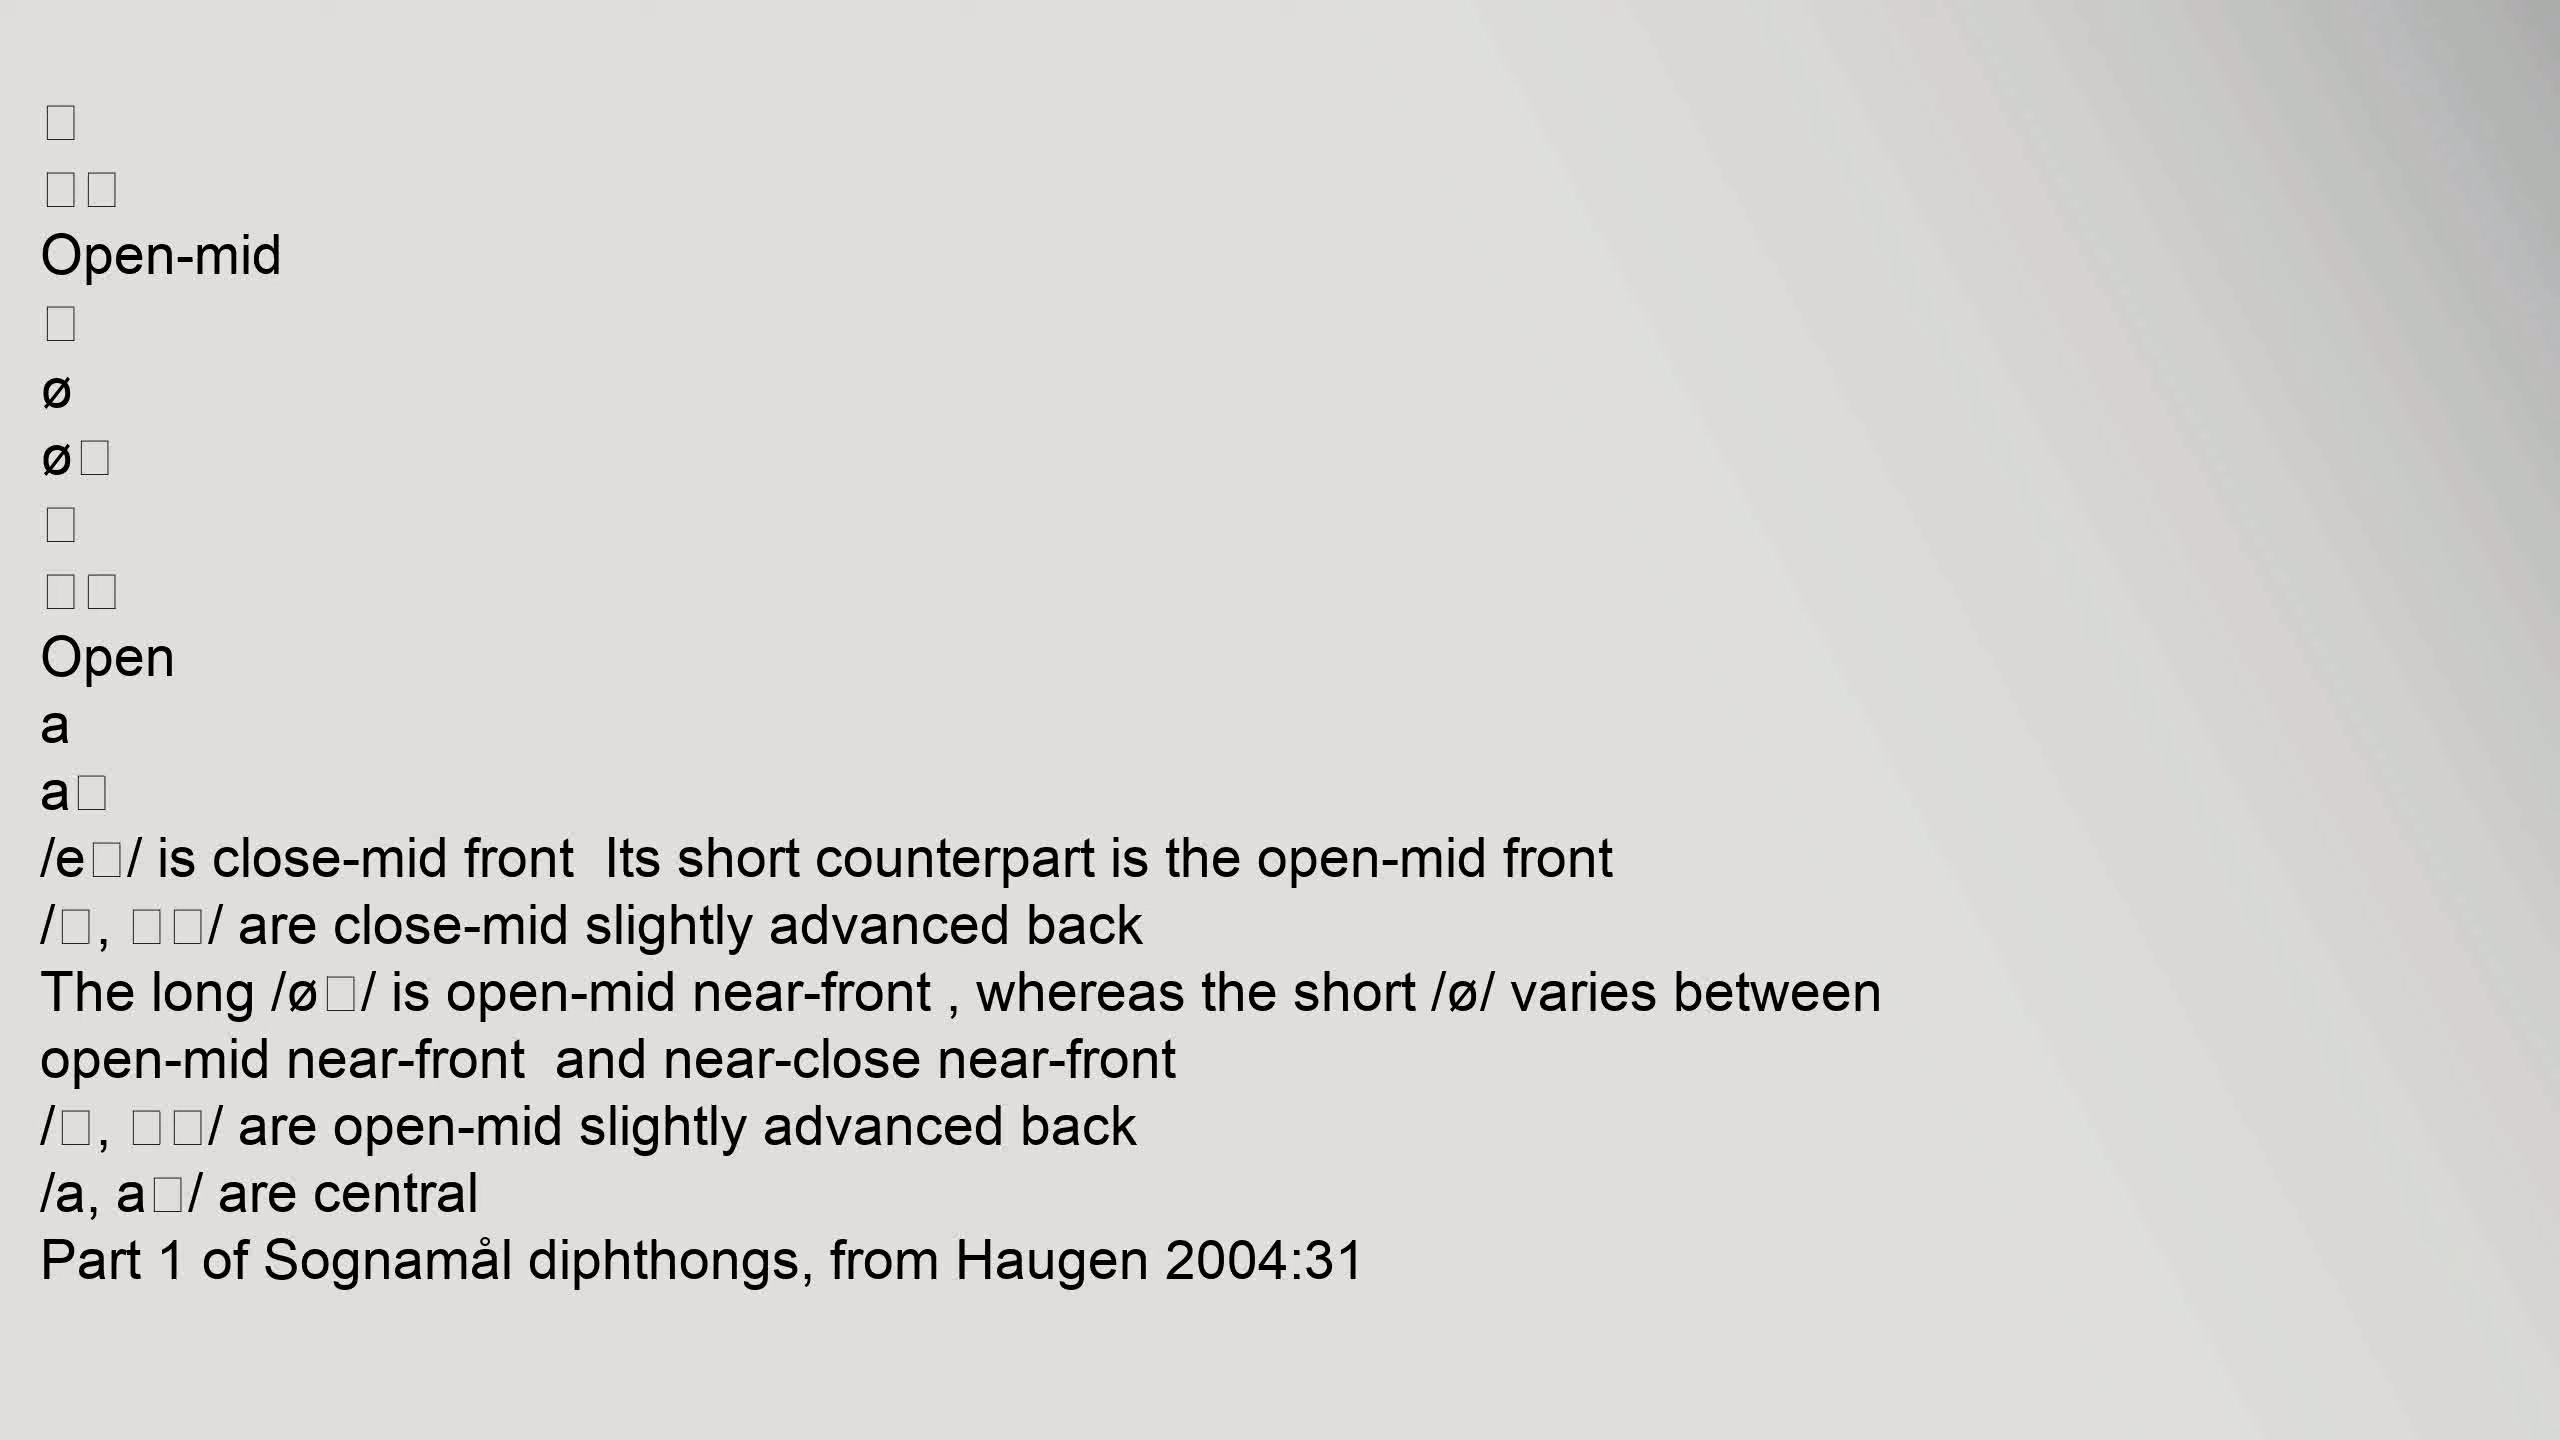 □
□□
Open-mid
□
ø
ø□
□
□□
Open
a
a□
/e□/ is close-mid front  Its short counterpart is the open-mid front
/□, □□/ are close-mid slightly advanced back
The long /ø□/ is open-mid near-front , whereas the short /ø/ varies between
open-mid near-front  and near-close near-front
/□, □□/ are open-mid slightly advanced back
/a, a□/ are central
Part 1 of Sognamål diphthongs, from Haugen 2004:31